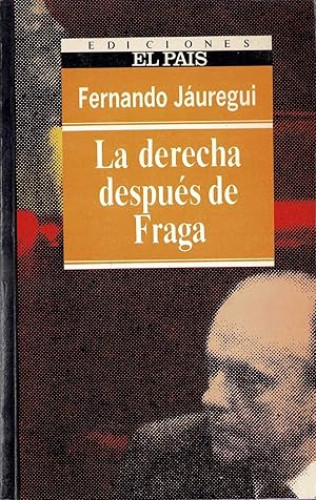 EDICIONES
EL PAIS
Fernando Jáuregui
La derecha
después de
Fraga